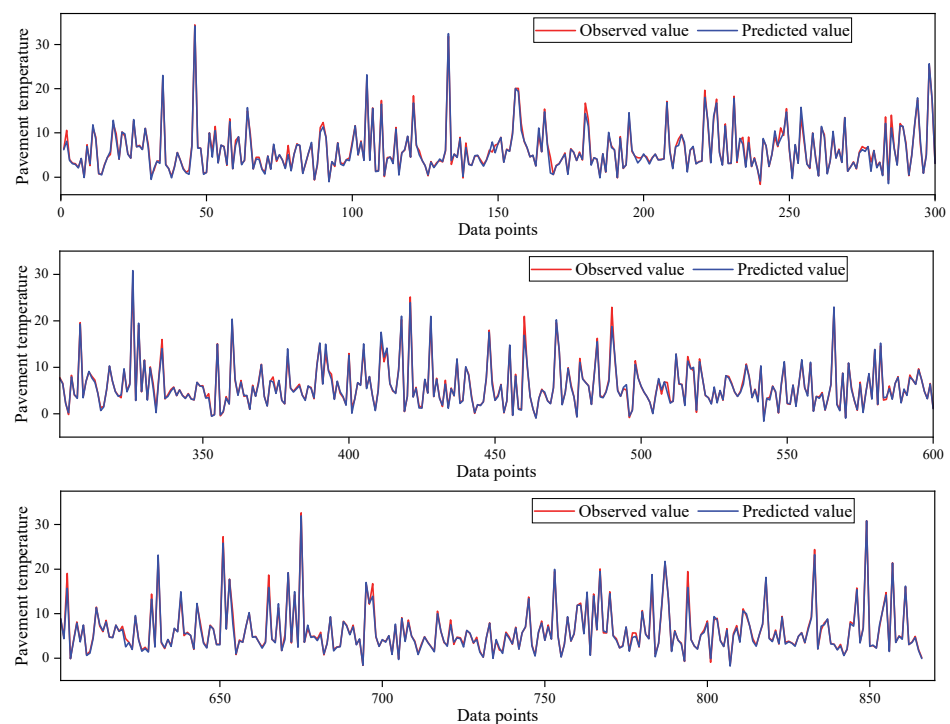 Observed value Predicted value
Pavement temperature
30
20
10
0
0 50 100 150 200 250 300
Data points
Observed value Predicted value
Pavement temperature
30
20
10
0
350 400 450 500 550 600
Data points
Observed value Predicted value
Pavement temperature
30
20
10
0
650 700 750 800 850
Data points